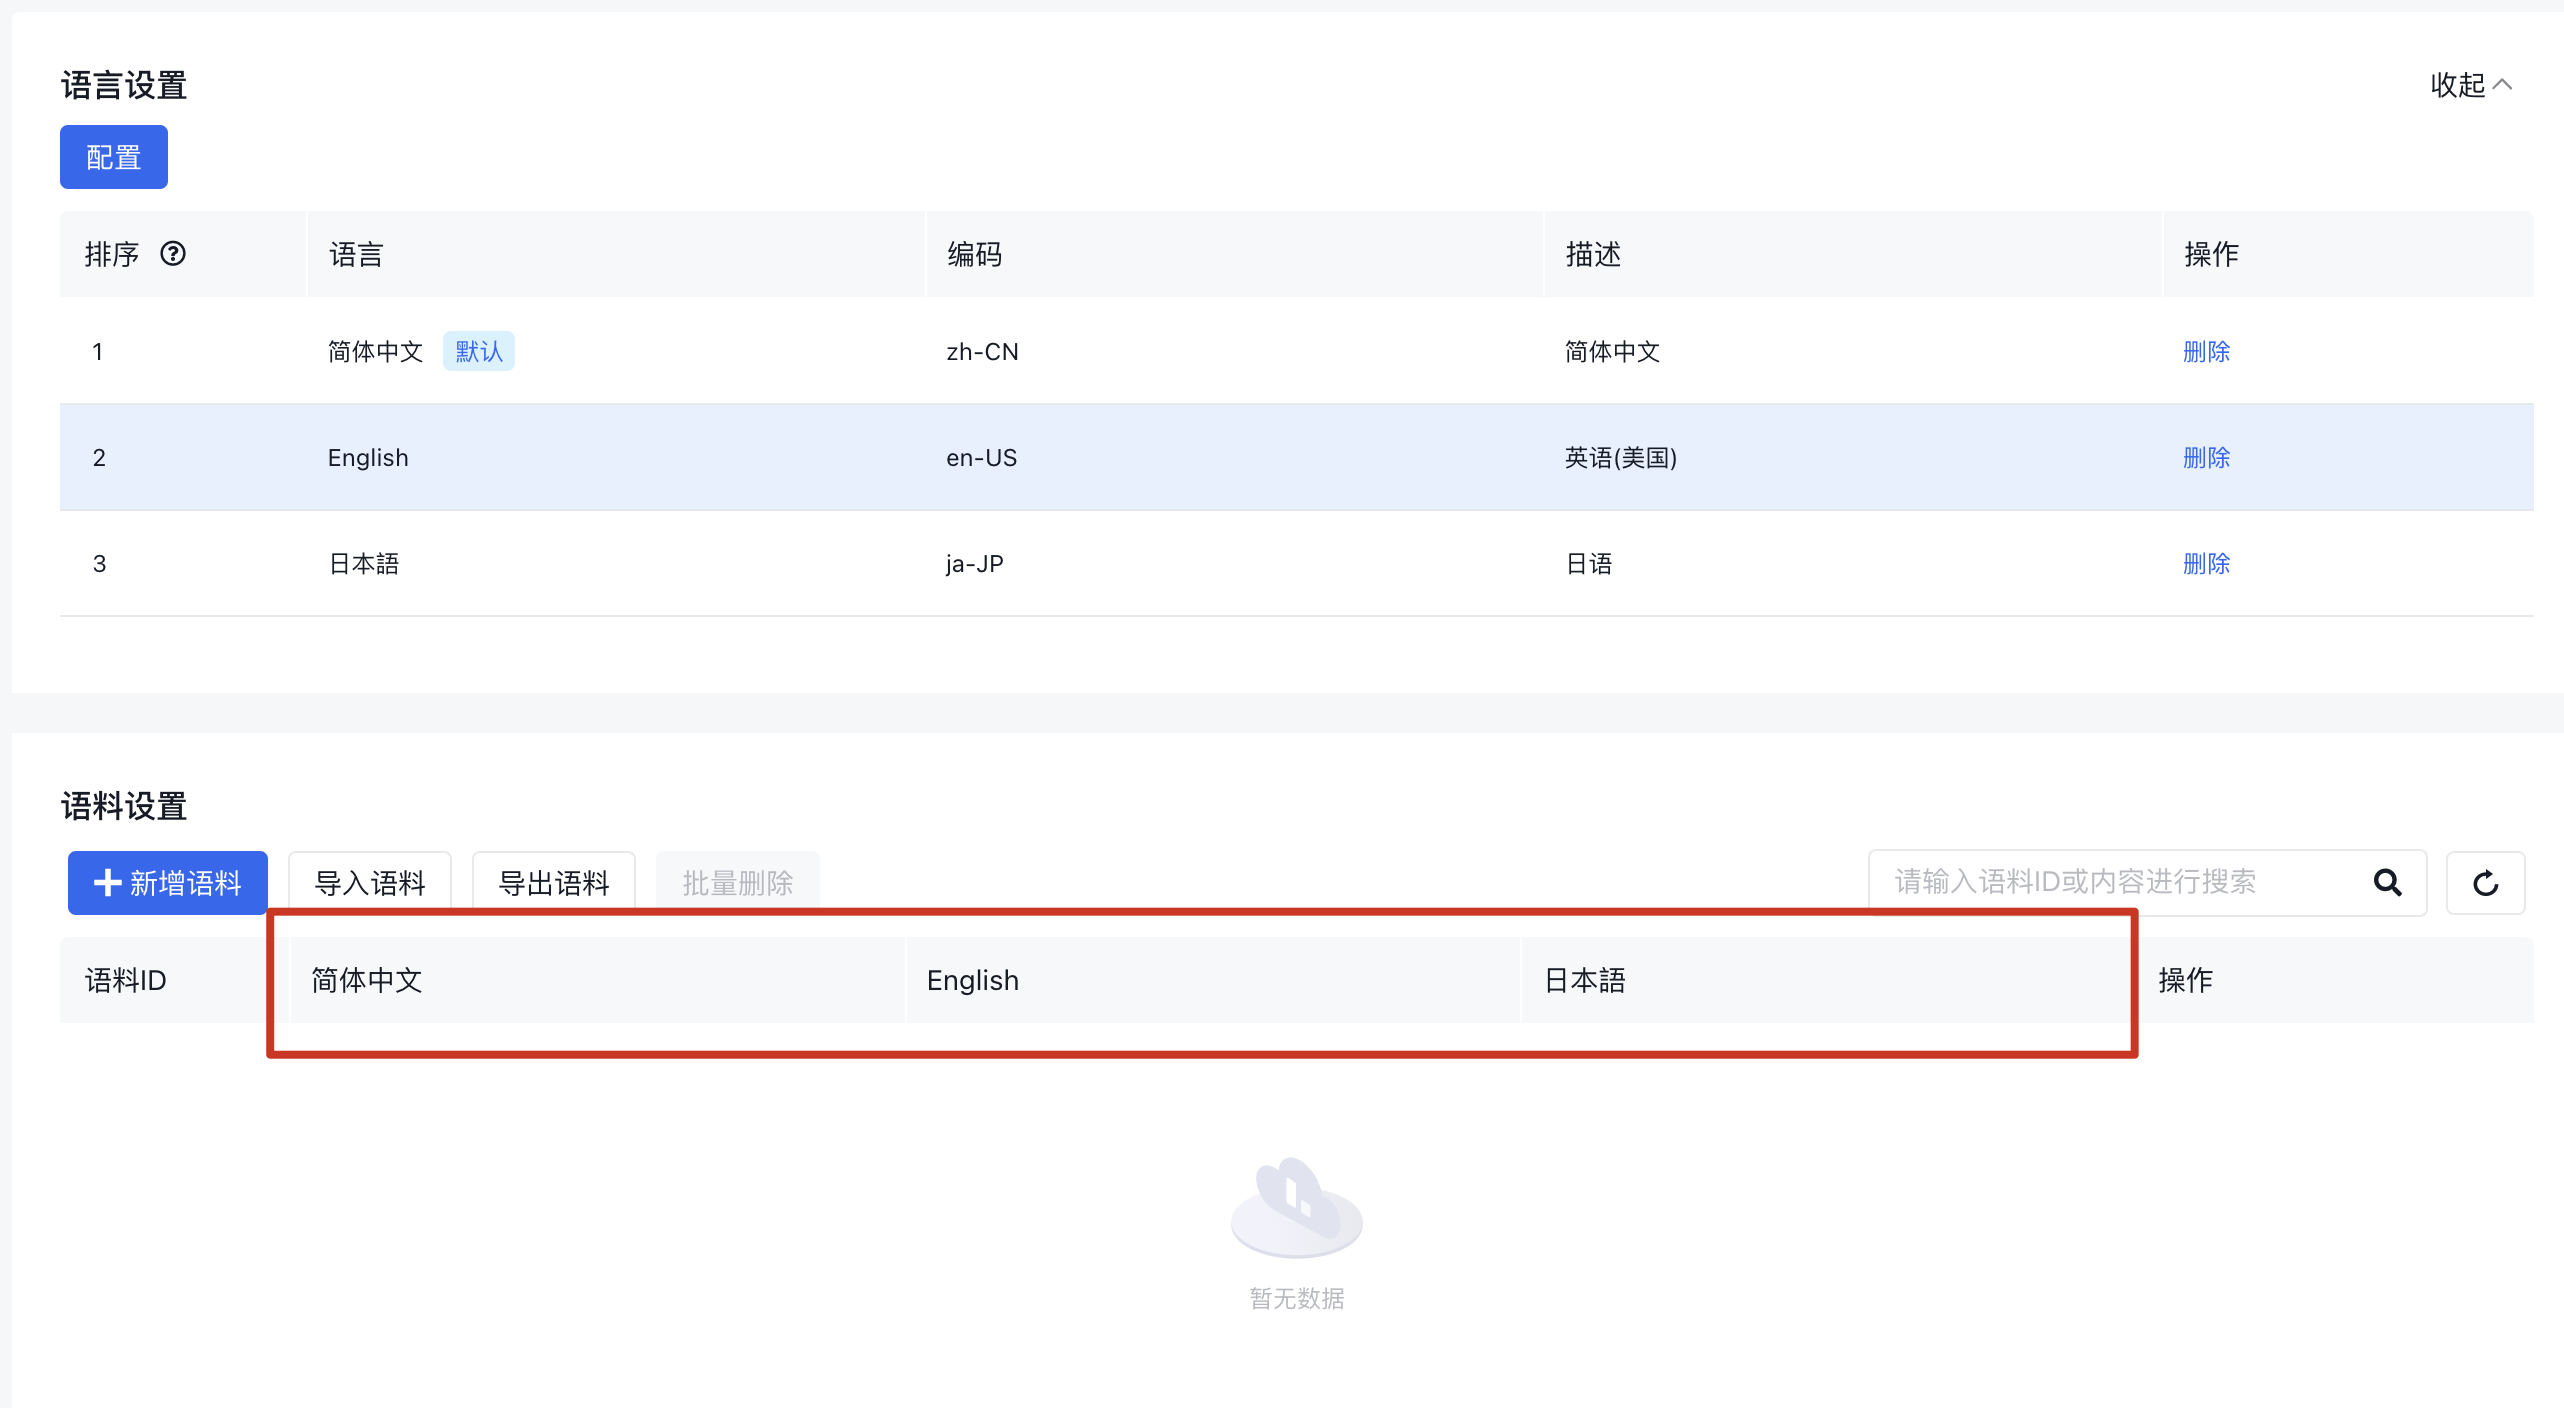 语言设置
收起
配置
排序 语言 编码 描述 操作
1 简体中文 默认 zh-CN 简体中文 删除
2 English en-US 英语(美国) 删除
3 日本語 ja-JP 日语 删除
语料设置
新增语料 导入语料 导出语料 批量删除 请输入语料ID或内容进行搜索
语料ID 简体中文 English 日本語 操作
暂无数据